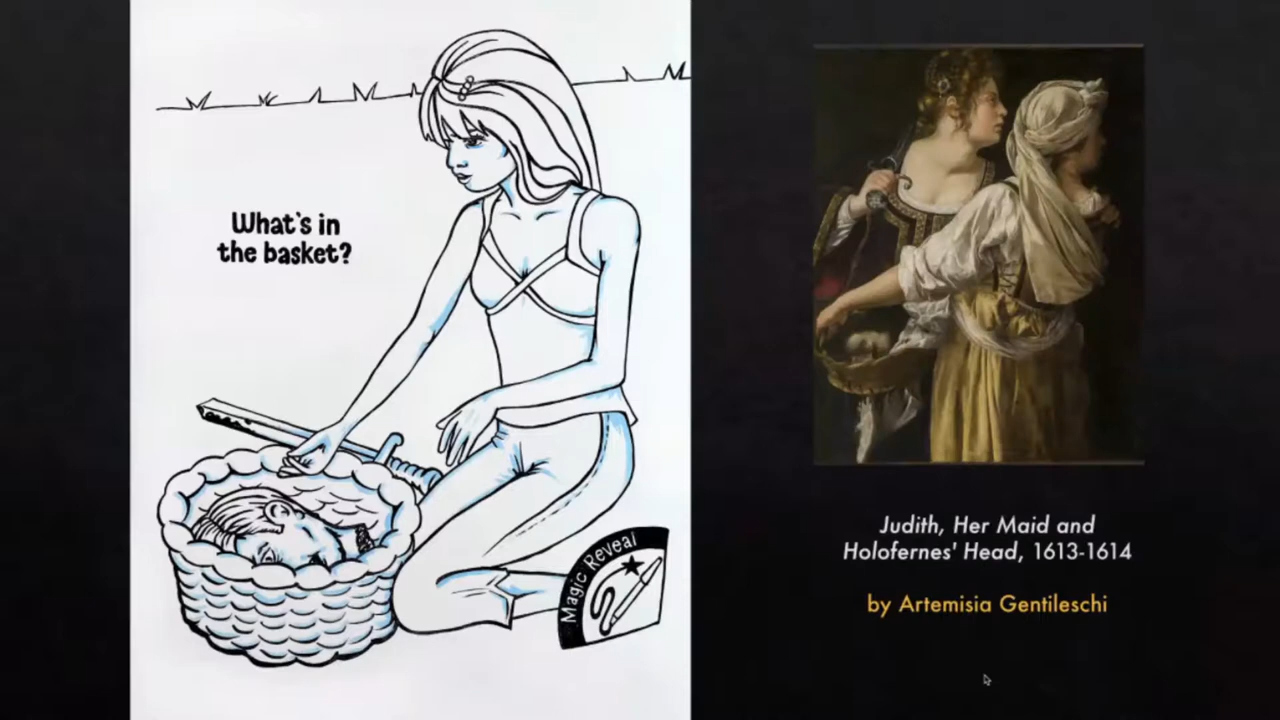 What's in
the basket?
Magic Reveal
Judith, Her Maid and
Holofernes' Head, 1613-1614
by Artemisia Gentileschi